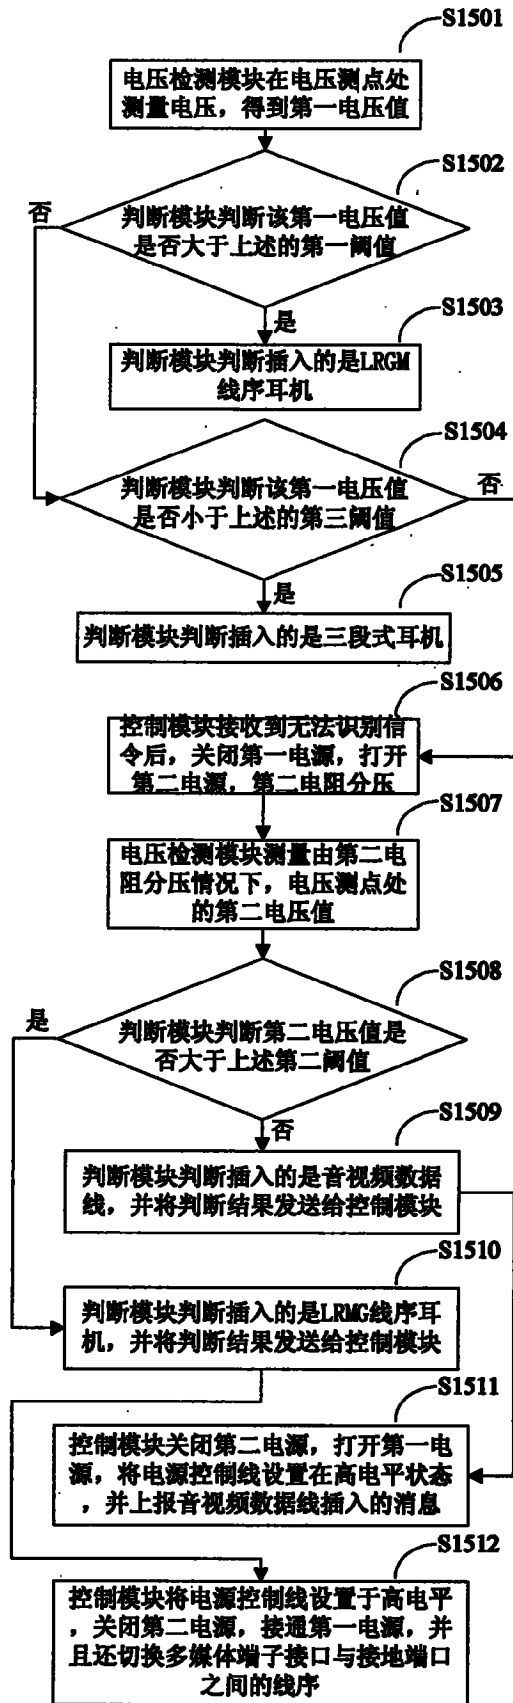 S1501
电压检测模块在电压测点处
测量电压，得到第一电压值
S1502
否
判断模块判断该第一电压值
是否大于上述的第一阈值
是
S1503
判断模块判断插入的是LRGM
线序耳机
S1504
判断模块判断该第一电压值
是否小于上述的第三阈值
否
是
S1505
判断模块判断插入的是三段式耳机
S1506
控制模块接收到无法识别信
令后，关闭第一电源，打开
第二电源，第二电阻分压
S1507
电压检测模块测量由第二电
阻分压情况下，电压测点处
的第二电压值
S1508
是
判断模块判断第二电压值是
否大于上述第二阈值
否
S1509
判断模块判断插入的是音视频数据
线，并将判断结果发送给控制模块
S1510
判断模块判断插入的是LRMG线序耳
机，并将判断结果发送给控制模块
S1511
控制模块关闭第二电源，打开第一电
源，将电源控制线设置在高电平状态
，并上报音视频数据线插入的消息
S1512
控制模块将电源控制线设置于高电平
，关闭第二电源，接通第一电源，并
且还切换多媒体端子接口与接地端口
之间的线序